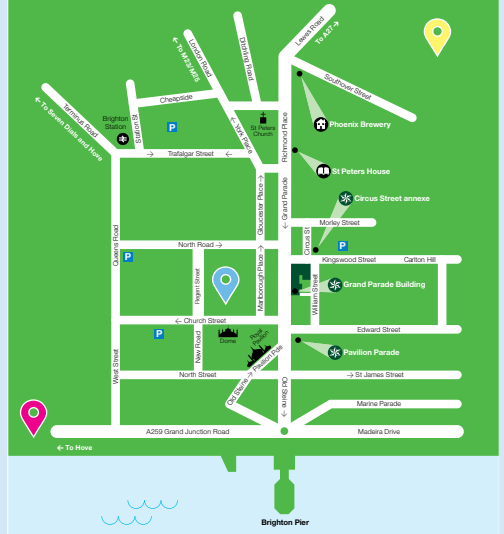 Lewes Road
To A27 →
← To M23/M25
London Road
Ditchling Road
Southover Street
Cheapside
Terminus Road
← To Seven Dials and Hove
Station St
Brighton
Station
P
← York Place
St Peters
Church
Richmond Place
Phoenix Brewery
→ Trafalgar Street ←
St Peters House
Gloucester Place →
← Grand Parade
Circus Street annexe
Morley Street
Circus St
Queens Road
North Road →
P
P
Kingswood Street
Carlton Hill
Regent Street
Marlborough Place →
William Street
Grand Parade Building
← Church Street
Edward Street
P
New Road
Dome
Royal
Pavilion
Pavilion Pde
Pavilion Parade
West Street
North Street
→ St James Street
Old Steine
← Old Steine
Marine Parade
A259 Grand Junction Road
Madeira Drive
← To Hove
Brighton Pier